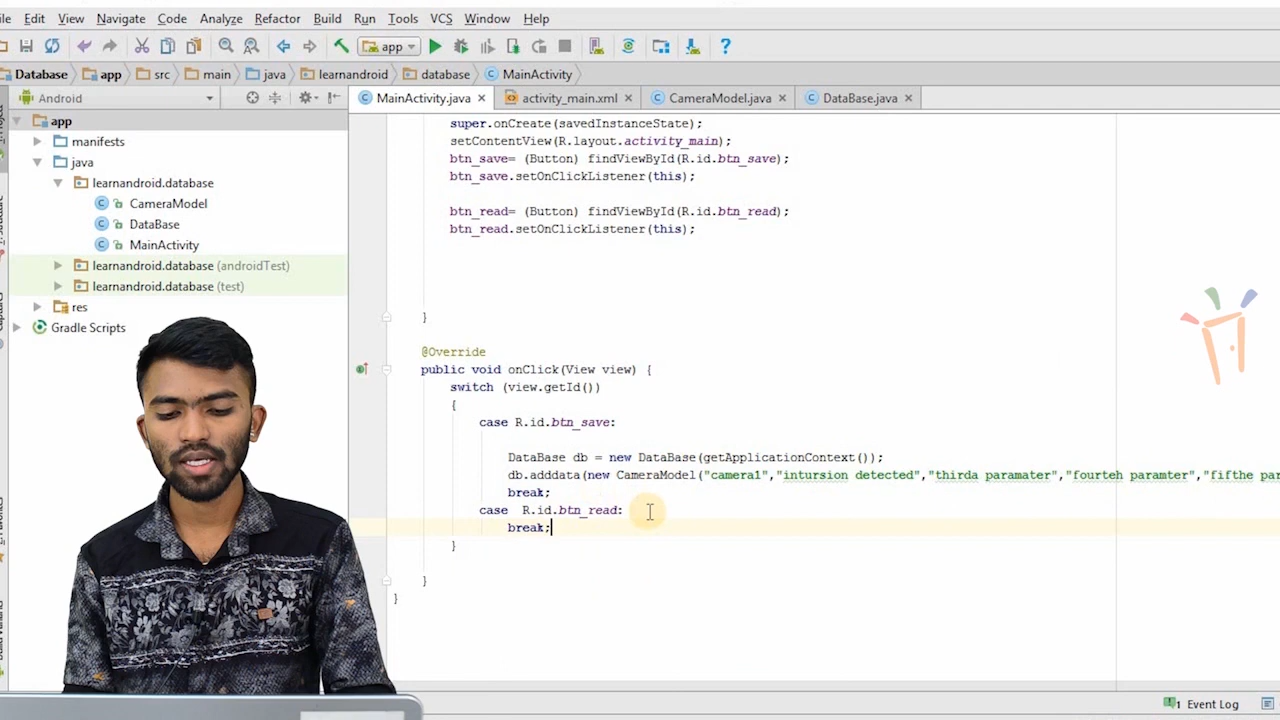 Edit View Navigate Code Analyze Refactor Build Run Tools VCS Window Help
app
Database app src main java learnandroid database MainActivity
Android
MainActivity.java activity_main.xml CameraModel.java DataBase.java
app
manifests
java
learnandroid.database
CameraModel
DataBase
MainActivity
learnandroid.database (androidTest)
learnandroid.database (test)
res
Gradle Scripts
super.onCreate(savedInstanceState);
setContentView(R.layout.activity_main);
btn_save= (Button) findViewById(R.id.btn_save);
btn_save.setOnClickListener(this);
btn_read= (Button) findViewById(R.id.btn_read);
btn_read.setOnClickListener(this);
}
@Override
public void onClick(View view) {
switch (view.getId())
{
case R.id.btn_save:
DataBase db = new DataBase(getApplicationContext());
db.adddata(new CameraModel("camera1","intursion detected","thirda paramater","fourteh paramter","fifthe
break;
case R.id.btn_read:
break;
}
}
}
1 Event Log